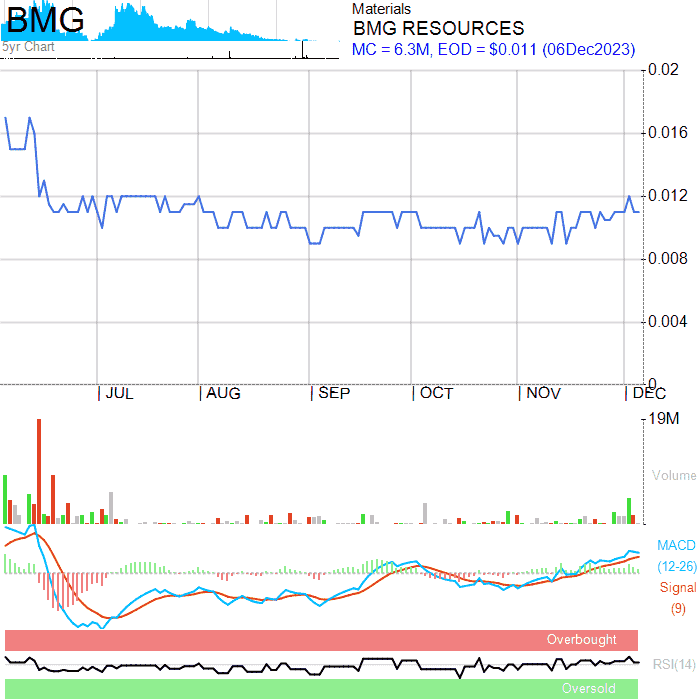 BMG
5yr Chart
Materials
BMG RESOURCES
MC = 6.3M, EOD = $0.011 (06Dec2023)
0.02
0.016
0.012
0.008
0.004
0
JUL AUG SEP OCT NOV DEC
19M
Volume
MACD
(12-26)
Signal
(9)
Overbought
RSI(14)
Oversold